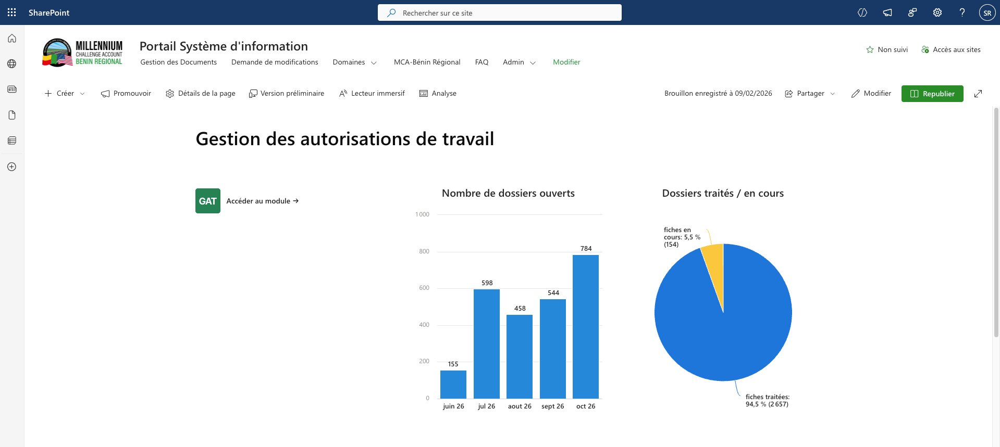 SharePoint
Rechercher sur ce site
SR
MILLENNIUM
CHALLENGE ACCOUNT
BENIN REGIONAL
Portail Système d'information
Gestion des Documents Demande de modifications Domaines MCA-Bénin Régional FAQ Admin Modifier
Non suivi Accès aux sites
Créer Promouvoir Détails de la page Version préliminaire Lecteur immersif Analyse
Brouillon enregistré à 09/02/2026 Partager Modifier Republier
Gestion des autorisations de travail
GAT Accéder au module →
Nombre de dossiers ouverts
1 000
800
600
400
200
0
155
598
458
544
784
juin 26 jul 26 aout 26 sept 26 oct 26
Dossiers traités / en cours
fiches en
cours: 5,5 %
(154)
fiches traitées:
94,5 % (2 657)